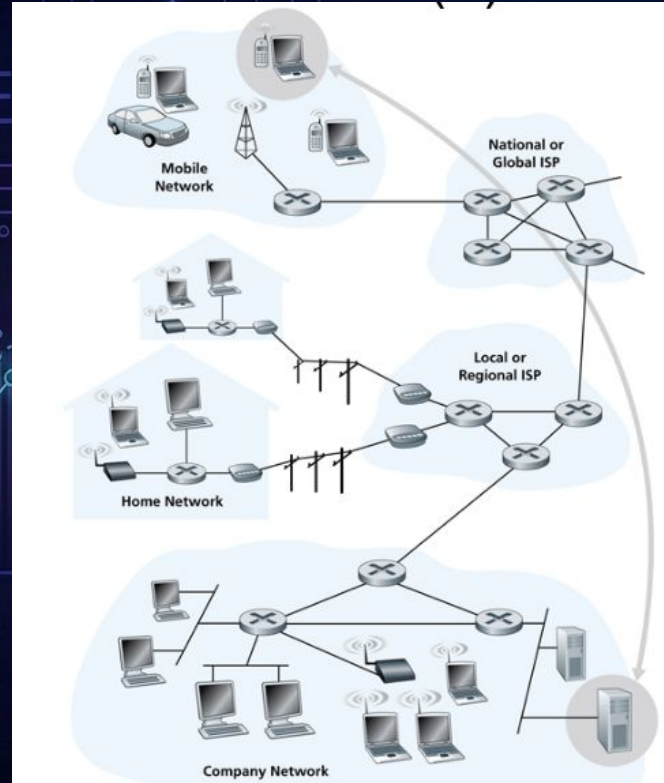 National or
Global ISP
Mobile
Network
Local or
Regional ISP
Home Network
Company Network